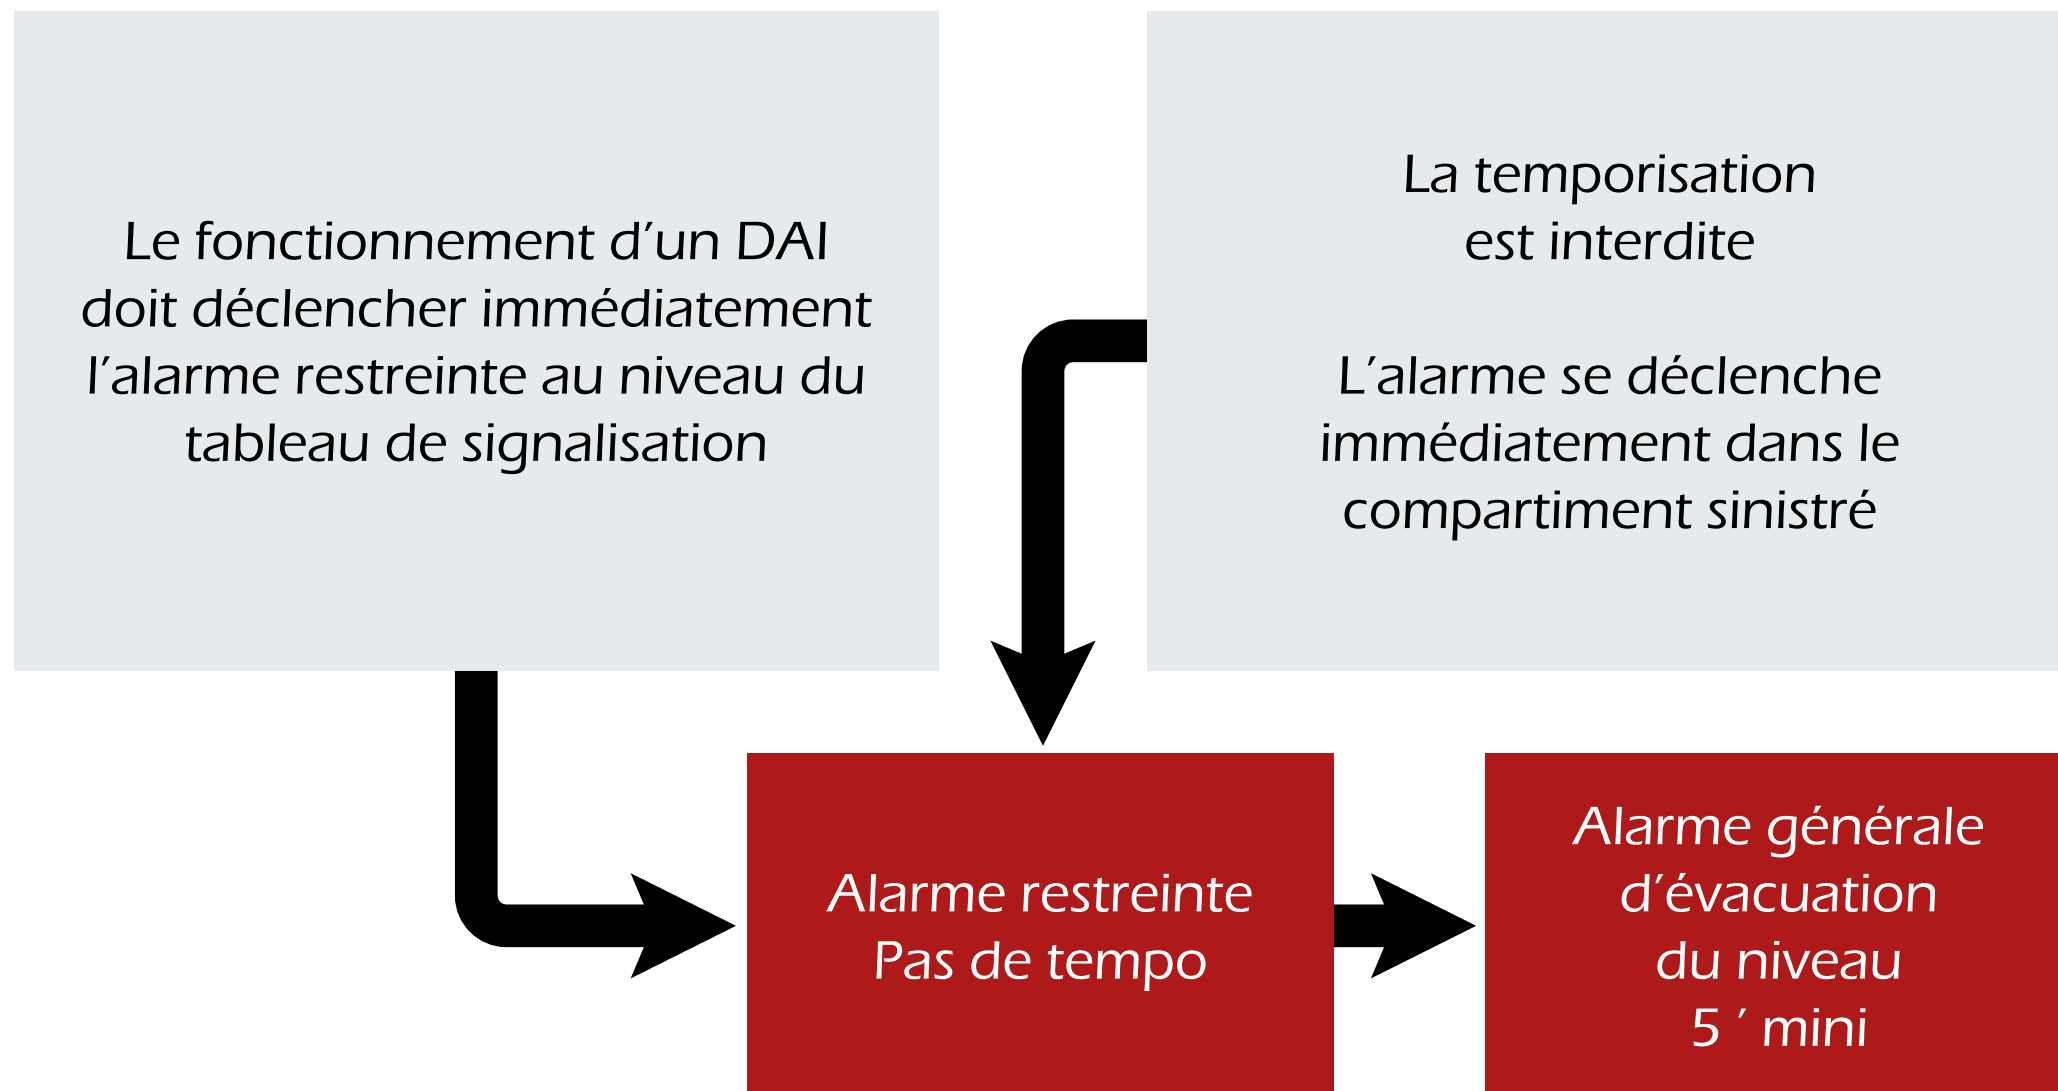 Le fonctionnement d’un DAI
doit déclencher immédiatement
l’alarme restreinte au niveau du
tableau de signalisation
La temporisation
est interdite
L’alarme se déclenche
immédiatement dans le
compartiment sinistré
Alarme restreinte
Pas de tempo
Alarme générale
d’évacuation
du niveau
5 ’ mini